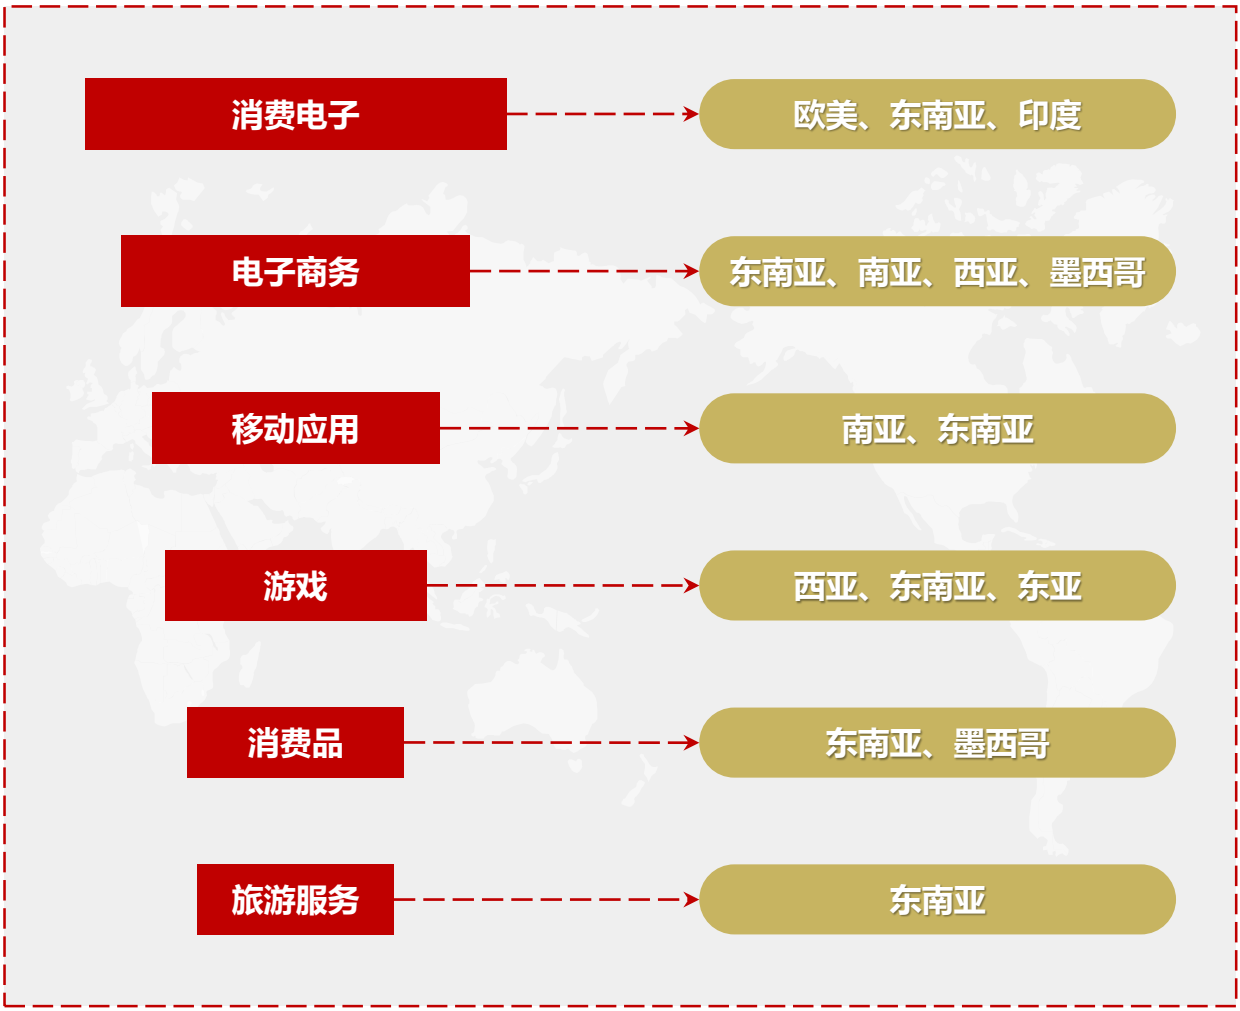 消费电子
欧美、东南亚、印度
电子商务
东南亚、南亚、西亚、墨西哥
移动应用
南亚、东南亚
游戏
西亚、东南亚、东亚
消费品
东南亚、墨西哥
旅游服务
东南亚